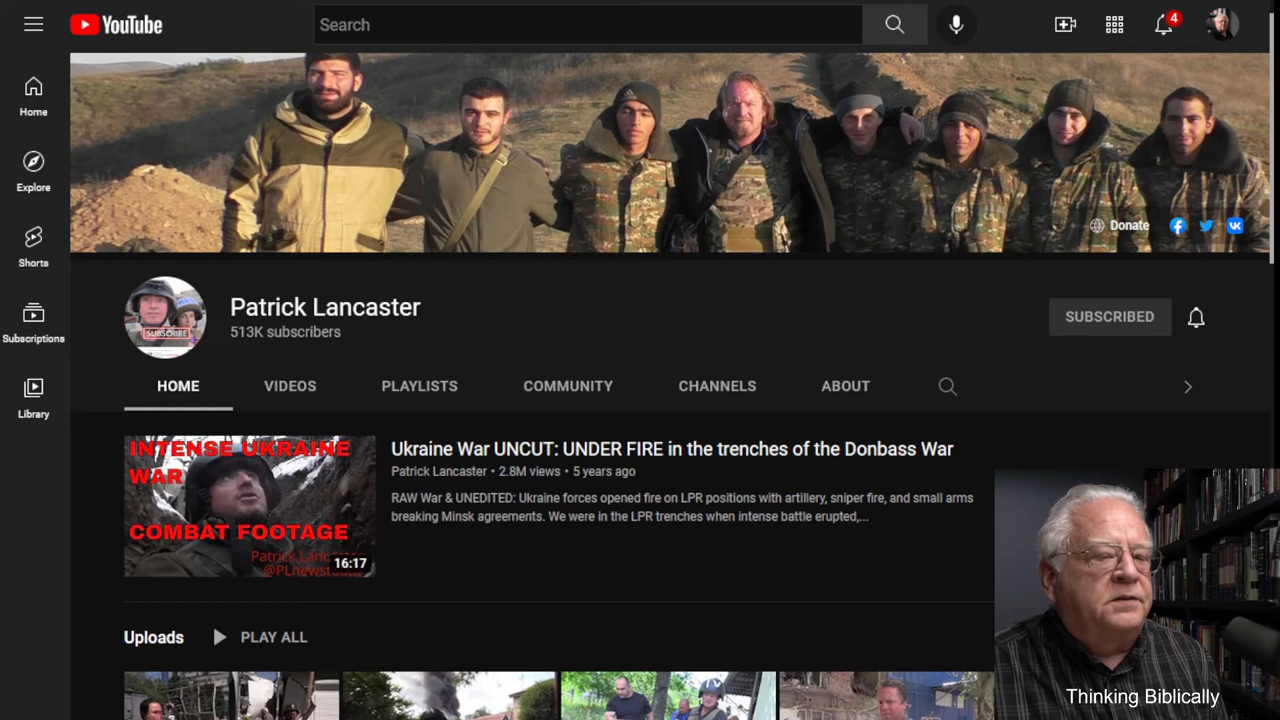 YouTube
Search
4
Home
Explore
Shorts
Subscriptions
Library
Donate
SUBSCRIBE
Patrick Lancaster
513K subscribers
SUBSCRIBED
HOME
VIDEOS
PLAYLISTS
COMMUNITY
CHANNELS
ABOUT
INTENSE UKRAINE
WAR
COMBAT FOOTAGE
16:17
Ukraine War UNCUT: UNDER FIRE in the trenches of the Donbass War
Patrick Lancaster • 2.8M views • 5 years ago
RAW War & UNEDITED: Ukraine forces opened fire on LPR positions with artillery, sniper fire, and small arms
breaking Minsk agreements. We were in the LPR trenches when intense battle erupted,...
Uploads
PLAY ALL
Thinking Biblically